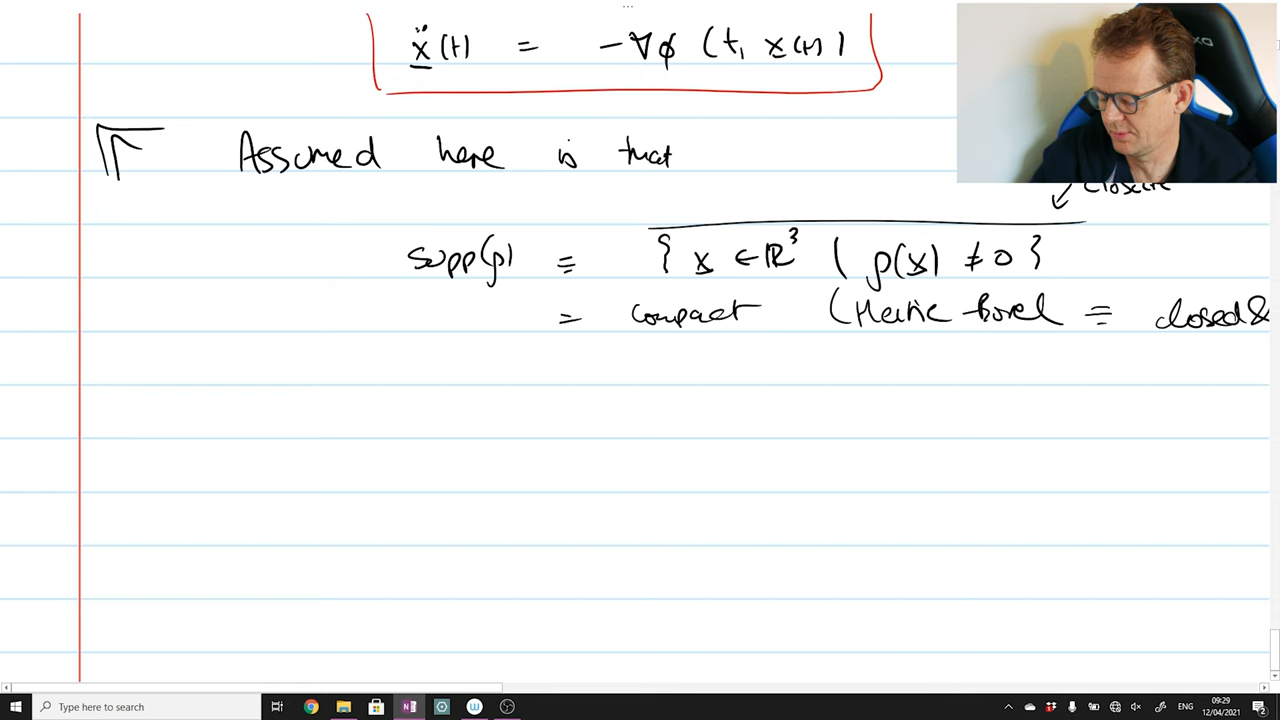 ẍ(t) = -∇φ (t, x(t))
Assumed here is that
closure
supp(ρ) ≡ { x ∈ ℝ³ | ρ(x) ≠ 0 }
= compact (Heine-Borel ≡ closed &
Type here to search
ENG
09:29
12/04/2021
2